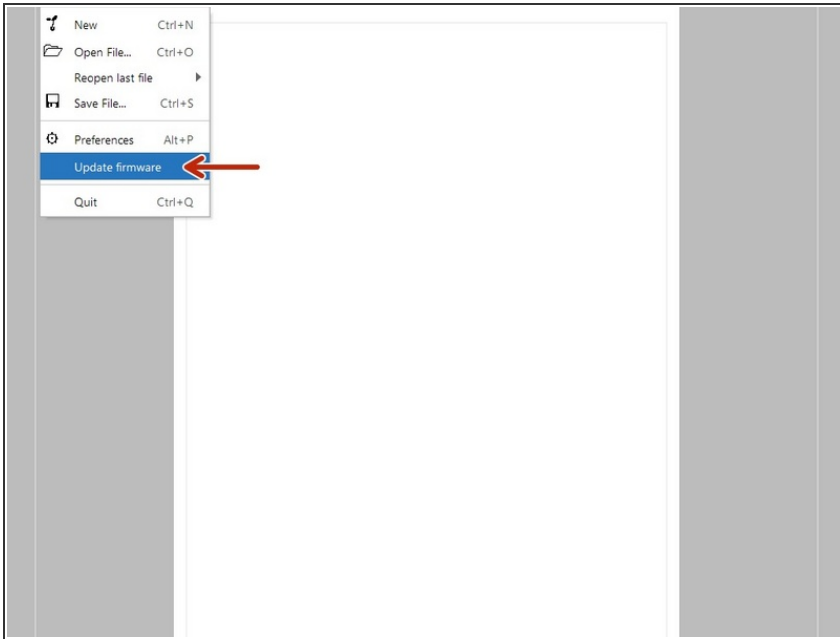 New Ctrl+N
Open File... Ctrl+O
Reopen last file
Save File... Ctrl+S
Preferences Alt+P
Update firmware
Quit Ctrl+Q